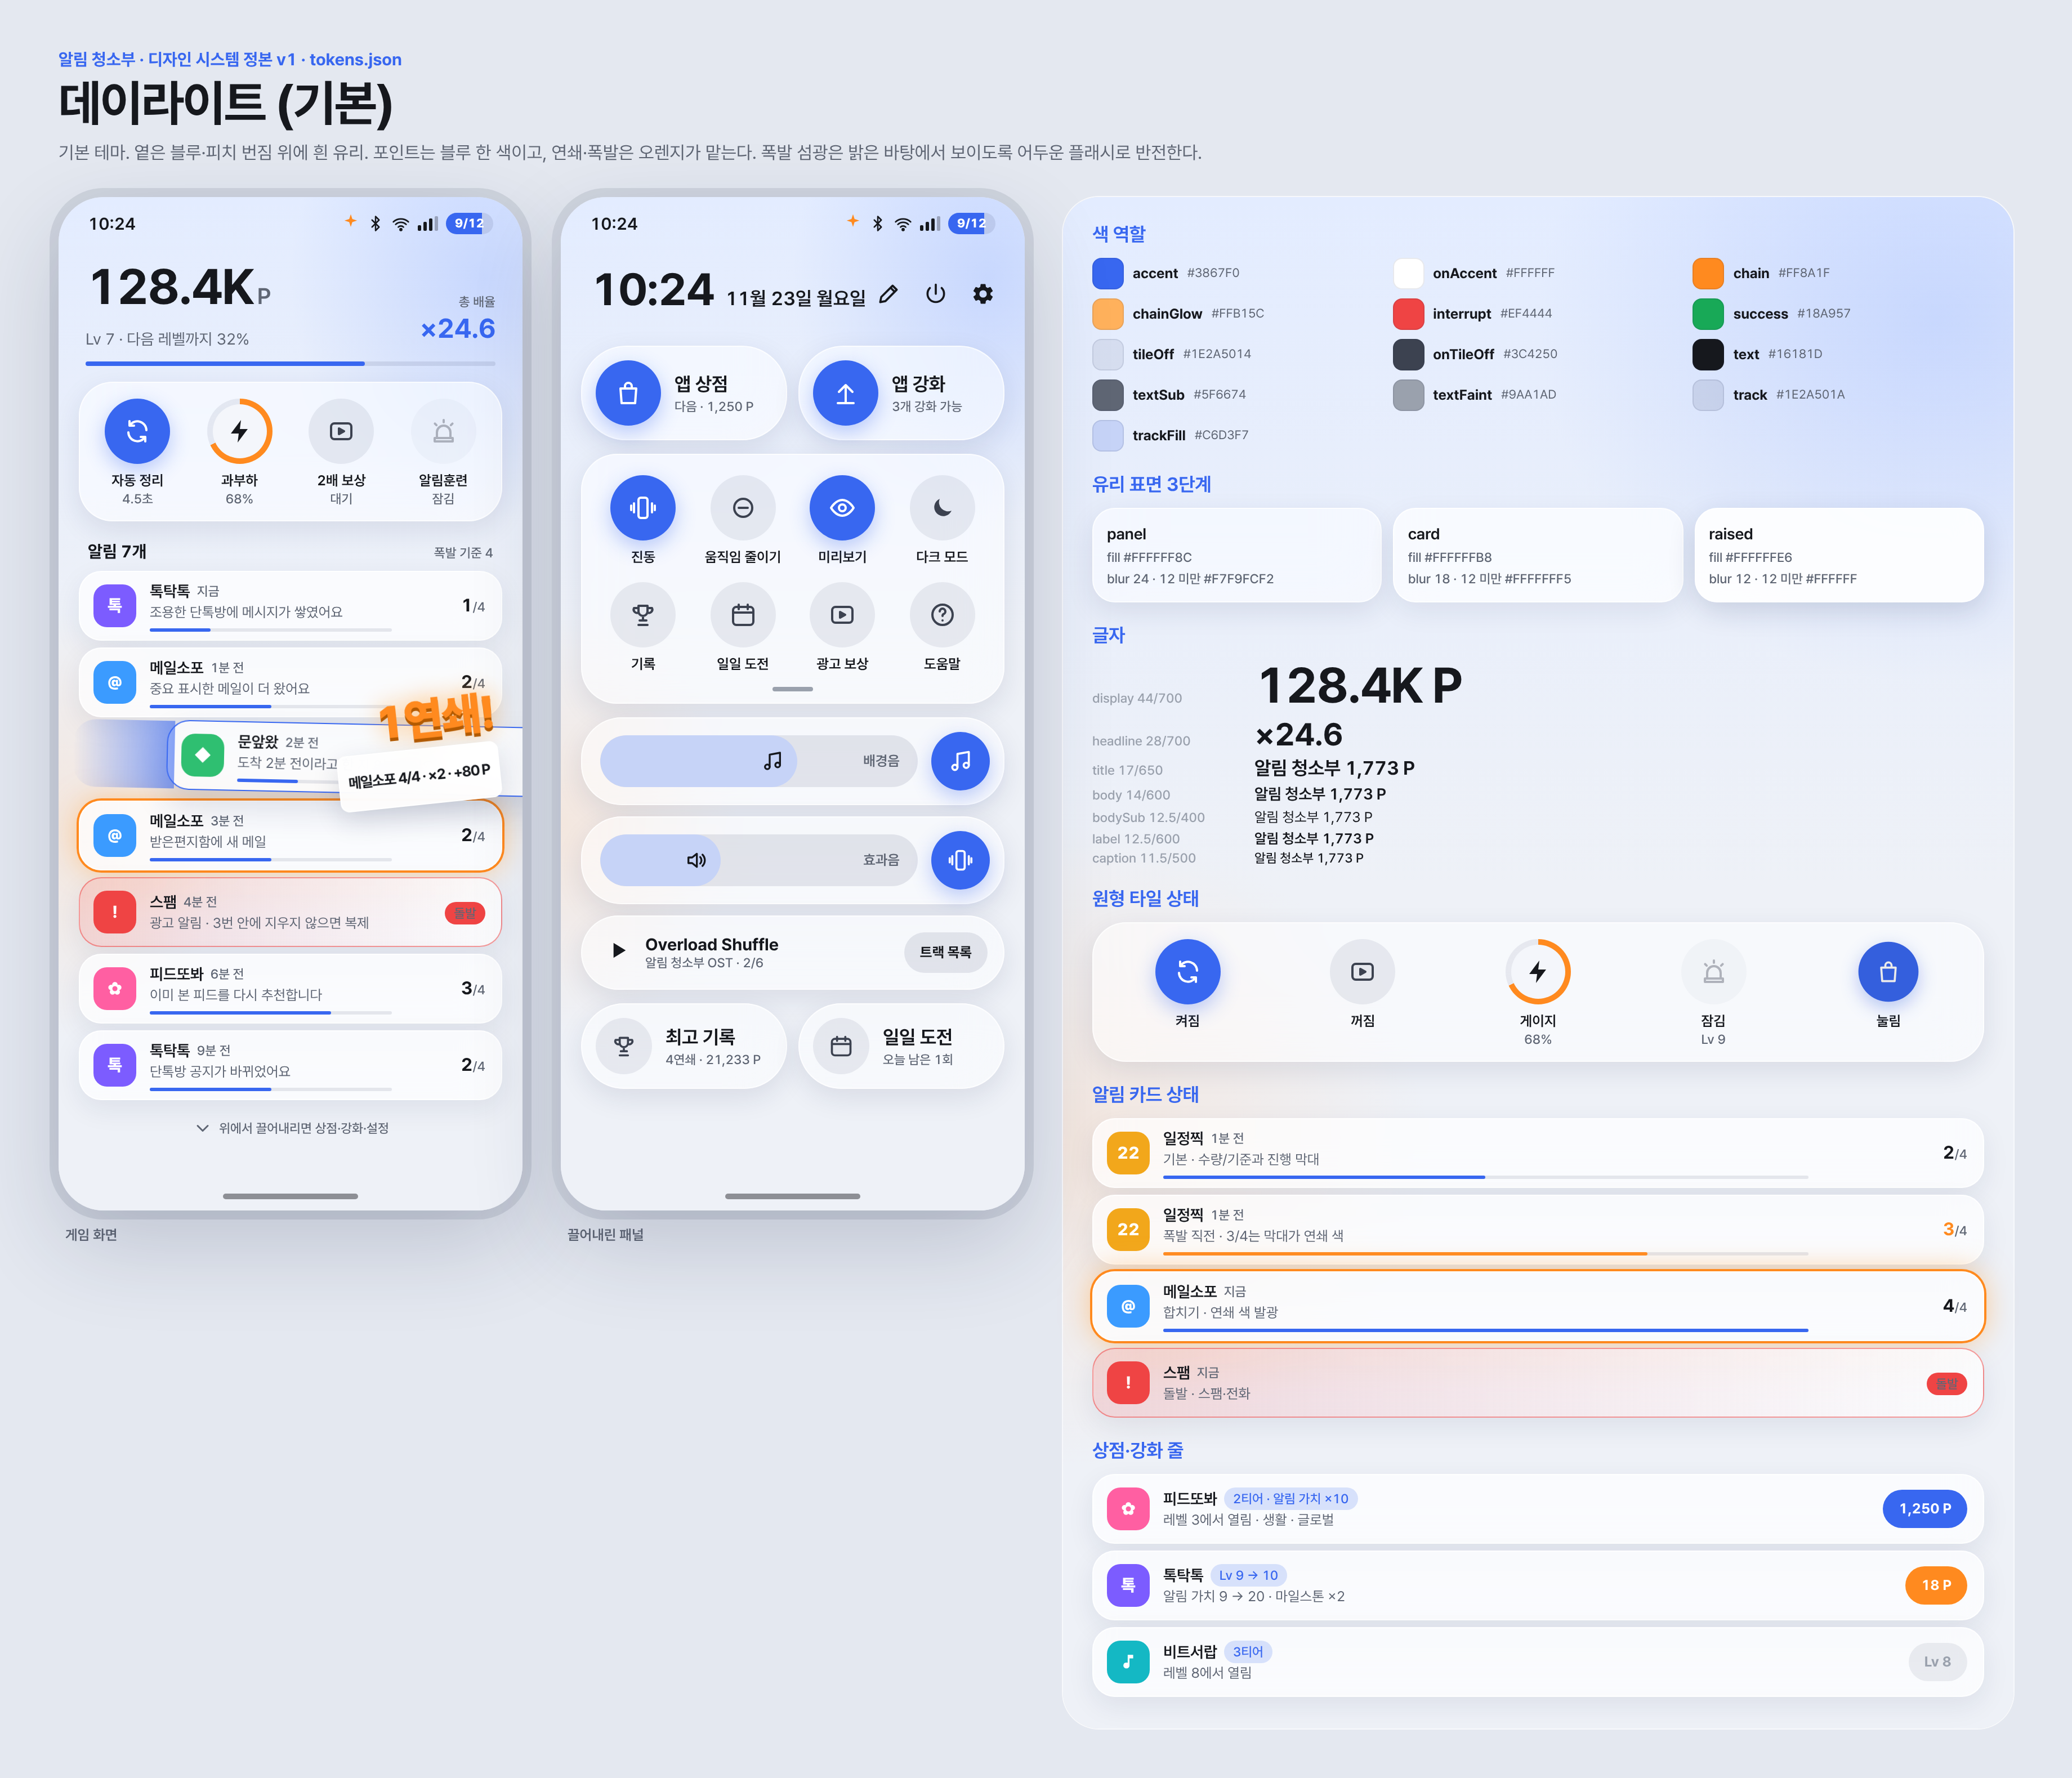 알림 청소부 · 디자인 시스템 정본 v1 · tokens.json
데이라이트 (기본)
기본 테마. 옅은 블루·피치 번짐 위에 흰 유리. 포인트는 블루 한 색이고, 연쇄·폭발은 오렌지가 맡는다. 폭발 섬광은 밝은 바탕에서 보이도록 어두운 플래시로 반전한다.
10:24
9/12
128.4K P
총 배율
×24.6
Lv 7 · 다음 레벨까지 32%
자동 정리
4.5초
과부하
68%
2배 보상
대기
알림훈련
잠김
알림 7개
폭발 기준 4
톡
톡탁톡 지금
조용한 단톡방에 메시지가 쌓였어요
1/4
@
메일소포 1분 전
중요 표시한 메일이 더 왔어요
2/4
1연쇄!
문앞왔 2분 전
도착 2분 전이라고
메일소포 4/4 · ×2 · +80 P
@
메일소포 3분 전
받은편지함에 새 메일
2/4
!
스팸 4분 전
광고 알림 · 3번 안에 지우지 않으면 복제
돌발
피드또봐 6분 전
이미 본 피드를 다시 추천합니다
3/4
톡
톡탁톡 9분 전
단톡방 공지가 바뀌었어요
2/4
위에서 끌어내리면 상점·강화·설정
게임 화면
10:24
9/12
10:24 11월 23일 월요일
앱 상점
다음 · 1,250 P
앱 강화
3개 강화 가능
진동
움직임 줄이기
미리보기
다크 모드
기록
일일 도전
광고 보상
도움말
배경음
효과음
Overload Shuffle
알림 청소부 OST · 2/6
트랙 목록
최고 기록
4연쇄 · 21,233 P
일일 도전
오늘 남은 1회
끌어내린 패널
색 역할
accent #3867F0
onAccent #FFFFFF
chain #FF8A1F
chainGlow #FFB15C
interrupt #EF4444
success #18A957
tileOff #1E2A5014
onTileOff #3C4250
text #16181D
textSub #5F6674
textFaint #9AA1AD
track #1E2A501A
trackFill #C6D3F7
유리 표면 3단계
panel
fill #FFFFFF8C
blur 24 · 12 미만 #F7F9FCF2
card
fill #FFFFFFB8
blur 18 · 12 미만 #FFFFFFF5
raised
fill #FFFFFFE6
blur 12 · 12 미만 #FFFFFF
글자
display 44/700 128.4K P
headline 28/700 ×24.6
title 17/650 알림 청소부 1,773 P
body 14/600 알림 청소부 1,773 P
bodySub 12.5/400 알림 청소부 1,773 P
label 12.5/600 알림 청소부 1,773 P
caption 11.5/500 알림 청소부 1,773 P
원형 타일 상태
켜짐
꺼짐
게이지
68%
잠김
Lv 9
눌림
알림 카드 상태
22
일정찍 1분 전
기본 · 수량/기준과 진행 막대
2/4
22
일정찍 1분 전
폭발 직전 · 3/4는 막대가 연쇄 색
3/4
@
메일소포 지금
합치기 · 연쇄 색 발광
4/4
!
스팸 지금
돌발 · 스팸·전화
돌발
상점·강화 줄
피드또봐 2티어 · 알림 가치 ×10
레벨 3에서 열림 · 생활 · 글로벌
1,250 P
톡
톡탁톡 Lv 9 → 10
알림 가치 9 → 20 · 마일스톤 ×2
18 P
비트서랍 3티어
레벨 8에서 열림
Lv 8